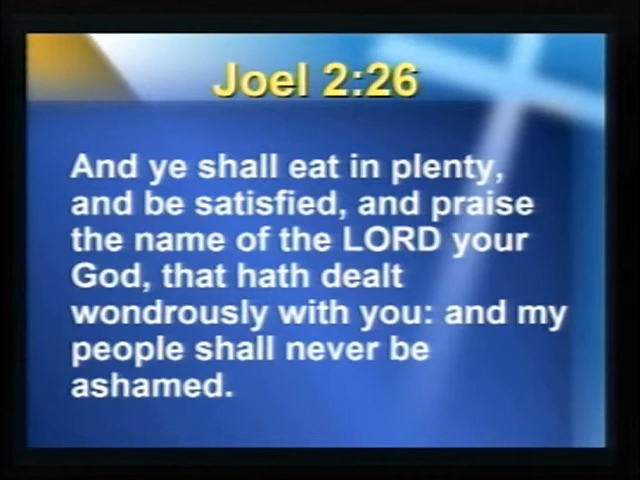 Joel 2:26
And ye shall eat in plenty,
and be satisfied, and praise
the name of the LORD your
God, that hath dealt
wondrously with you: and my
people shall never be
ashamed.